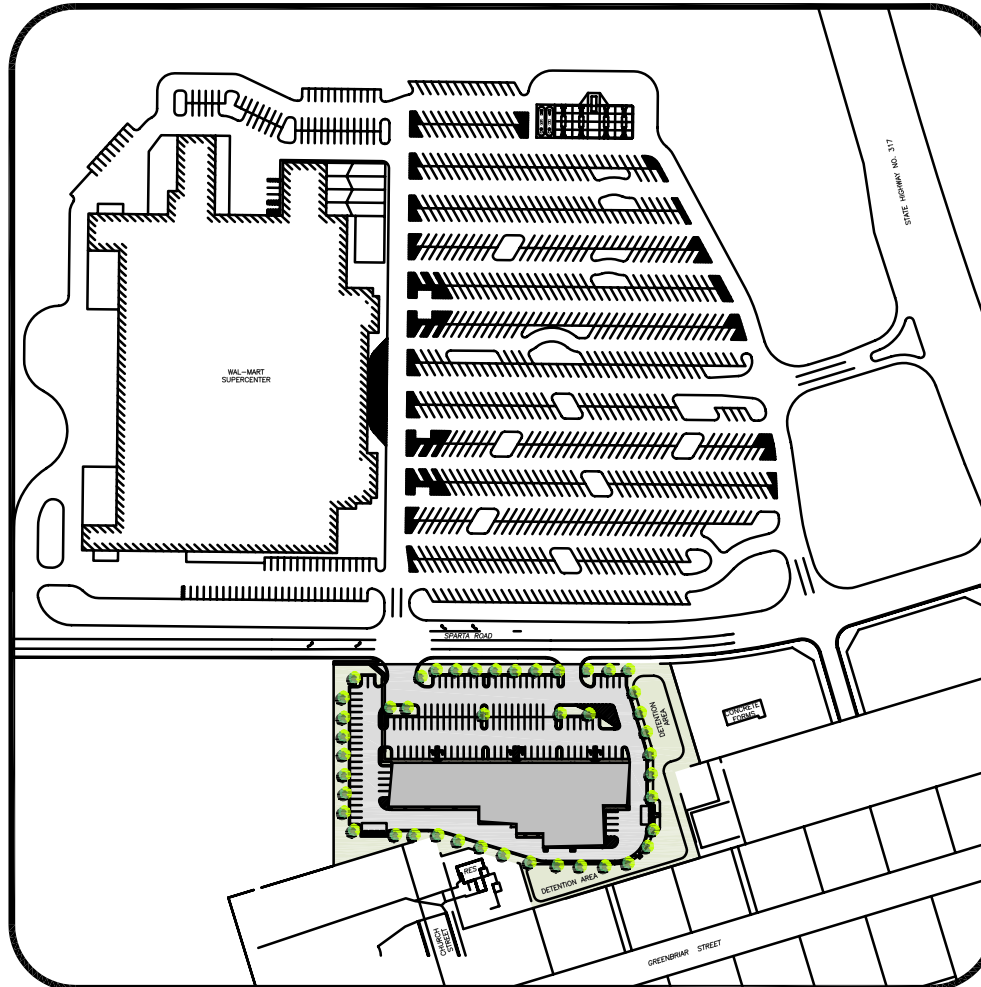 STATE HIGHWAY NO. 317
WAL-MART
SUPERCENTER
SPARTA ROAD
DETENTION
AREA
CONCRETE
FORMS
RES
DETENTION AREA
CHURCH
STREET
GREENBRIAR STREET